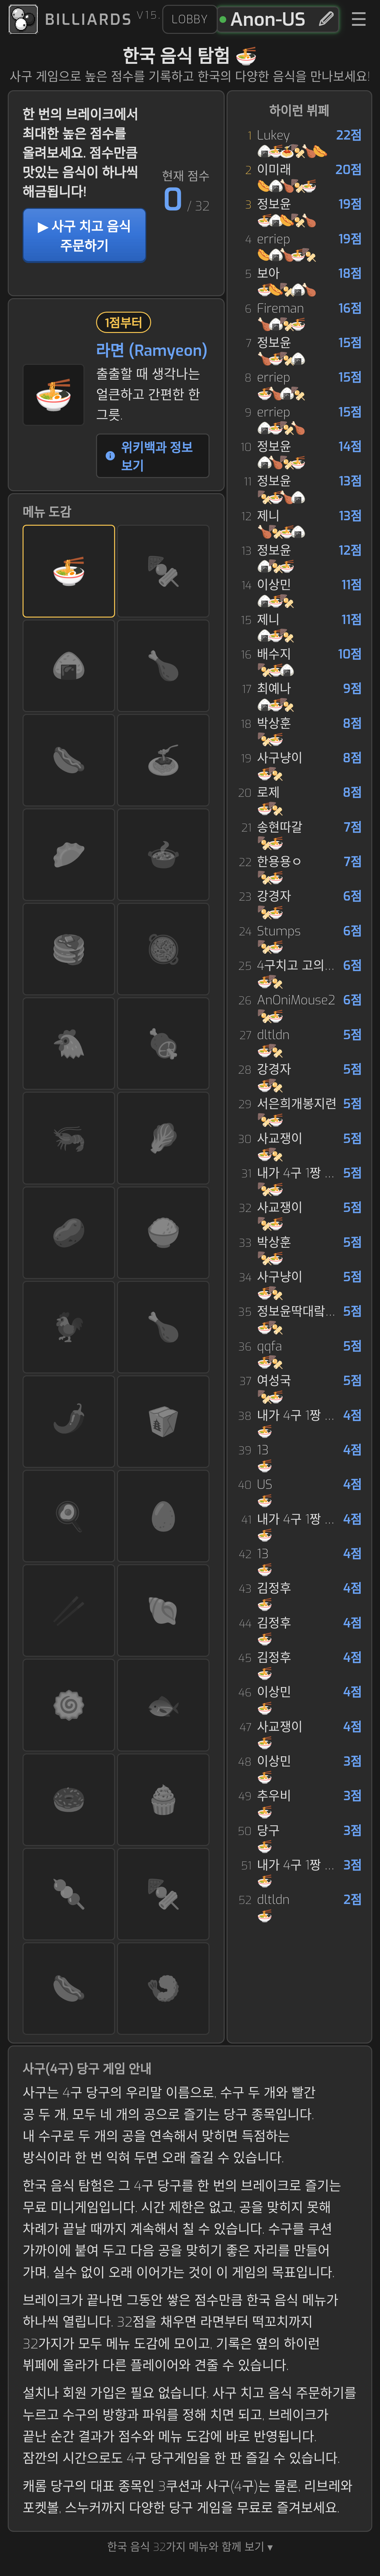 BILLIARDS V15.
LOBBY
Anon-US
한국 음식 탐험
사구 게임으로 높은 점수를 기록하고 한국의 다양한 음식을 만나보세요!
한 번의 브레이크에서
최대한 높은 점수를
올려보세요. 점수만큼
맛있는 음식이 하나씩
해금됩니다!
▶ 사구 치고 음식
주문하기
현재 점수
0 / 32
1점부터
라면 (Ramyeon)
출출할 때 생각나는
얼큰하고 간편한 한
그릇.
위키백과 정보
보기
메뉴 도감
하이런 뷔페
1 Lukey 22점
2 이미래 20점
3 정보윤 19점
4 erriep 19점
5 보아 18점
6 Fireman 16점
7 정보윤 15점
8 erriep 15점
9 erriep 15점
10 정보윤 14점
11 정보윤 13점
12 제니 13점
13 정보윤 12점
14 이상민 11점
15 제니 11점
16 배수지 10점
17 최예나 9점
18 박상훈 8점
19 사구냥이 8점
20 로제 8점
21 송현따갈 7점
22 한용용ㅇ 7점
23 강경자 6점
24 Stumps 6점
25 4구치고 고의... 6점
26 AnOniMouse2 6점
27 dltldn 5점
28 강경자 5점
29 서은희개봉지련 5점
30 사교쟁이 5점
31 내가 4구 1짱 ... 5점
32 사교쟁이 5점
33 박상훈 5점
34 사구냥이 5점
35 정보윤딱대랔... 5점
36 qqfa 5점
37 여성국 5점
38 내가 4구 1짱 ... 4점
39 13 4점
40 US 4점
41 내가 4구 1짱 ... 4점
42 13 4점
43 김정후 4점
44 김정후 4점
45 김정후 4점
46 이상민 4점
47 사교쟁이 4점
48 이상민 3점
49 추우비 3점
50 당구 3점
51 내가 4구 1짱 ... 3점
52 dltldn 2점
사구(4구) 당구 게임 안내
사구는 4구 당구의 우리말 이름으로, 수구 두 개와 빨간
공 두 개, 모두 네 개의 공으로 즐기는 당구 종목입니다.
내 수구로 두 개의 공을 연속해서 맞히면 득점하는
방식이라 한 번 익혀 두면 오래 즐길 수 있습니다.
한국 음식 탐험은 그 4구 당구를 한 번의 브레이크로 즐기는
무료 미니게임입니다. 시간 제한은 없고, 공을 맞히지 못해
차례가 끝날 때까지 계속해서 칠 수 있습니다. 수구를 쿠션
가까이에 붙여 두고 다음 공을 맞히기 좋은 자리를 만들어
가며, 실수 없이 오래 이어가는 것이 이 게임의 목표입니다.
브레이크가 끝나면 그동안 쌓은 점수만큼 한국 음식 메뉴가
하나씩 열립니다. 32점을 채우면 라면부터 떡꼬치까지
32가지가 모두 메뉴 도감에 모이고, 기록은 옆의 하이런
뷔페에 올라가 다른 플레이어와 견줄 수 있습니다.
설치나 회원 가입은 필요 없습니다. 사구 치고 음식 주문하기를
누르고 수구의 방향과 파워를 정해 치면 되고, 브레이크가
끝난 순간 결과가 점수와 메뉴 도감에 바로 반영됩니다.
잠깐의 시간으로도 4구 당구게임을 한 판 즐길 수 있습니다.
캐롬 당구의 대표 종목인 3쿠션과 사구(4구)는 물론, 리브레와
포켓볼, 스누커까지 다양한 당구 게임을 무료로 즐겨보세요.
한국 음식 32가지 메뉴와 함께 보기 ▾